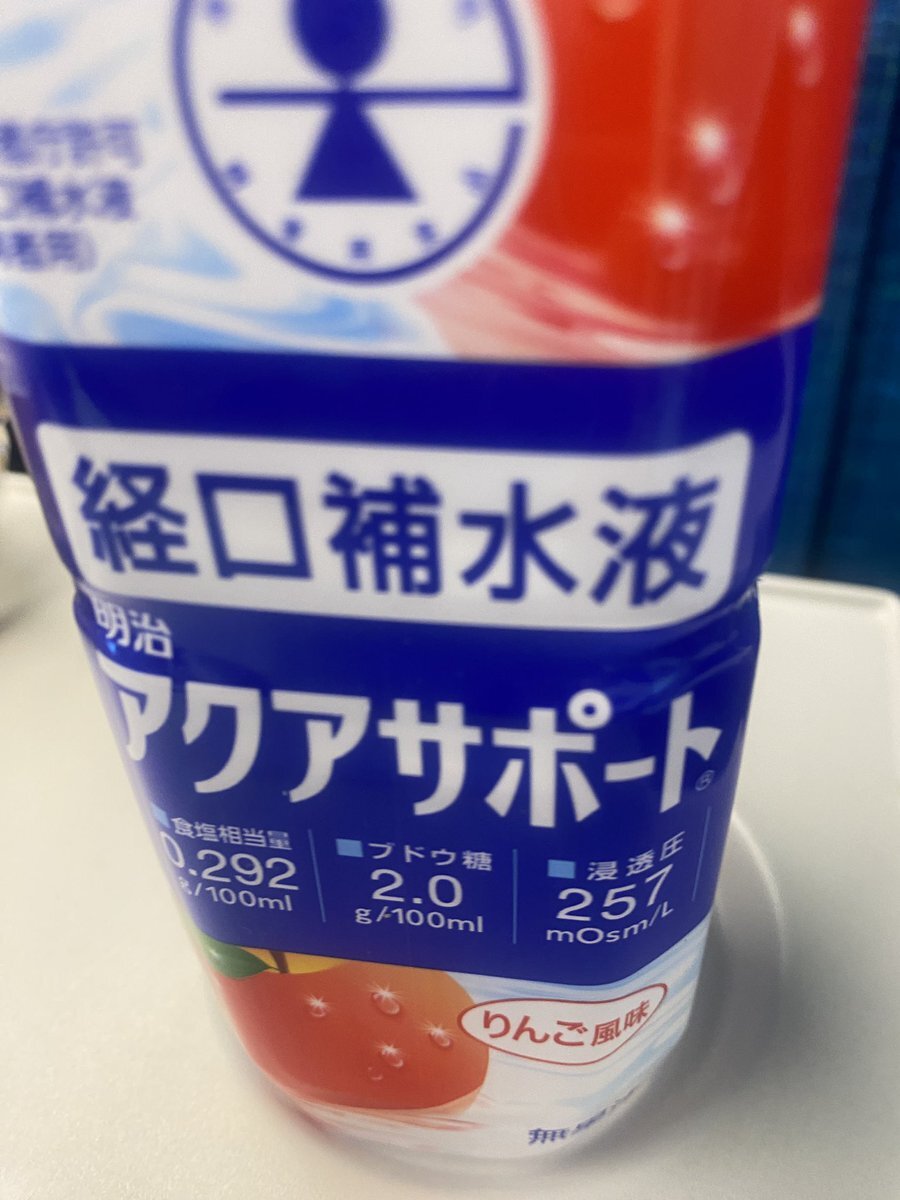 経口補水液
明治
アクアサポート®
食塩相当量
0.292
g/100ml
ブドウ糖
2.0
g/100ml
浸透圧
257
mOsm/L
りんご風味